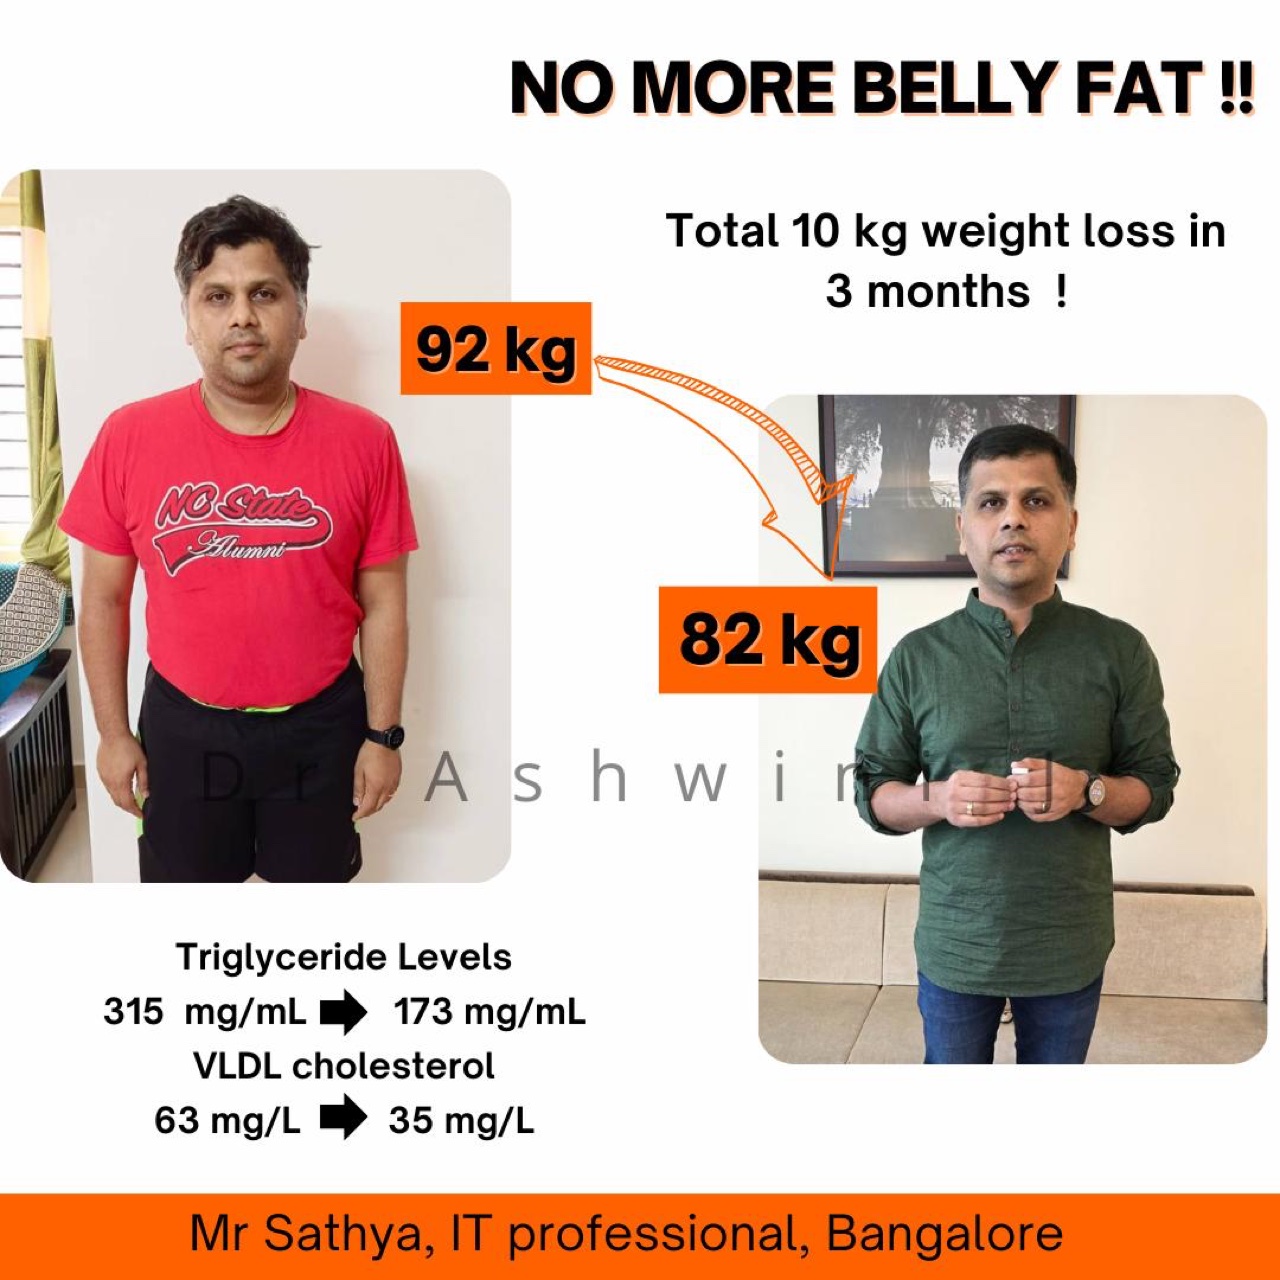 NO MORE BELLY FAT !!
Total 10 kg weight loss in
3 months !
92 kg
NC State
Alumni
82 kg
Dr Ashwini J
Triglyceride Levels
315 mg/mL 173 mg/mL
VLDL cholesterol
63 mg/L 35 mg/L
Mr Sathya, IT professional, Bangalore